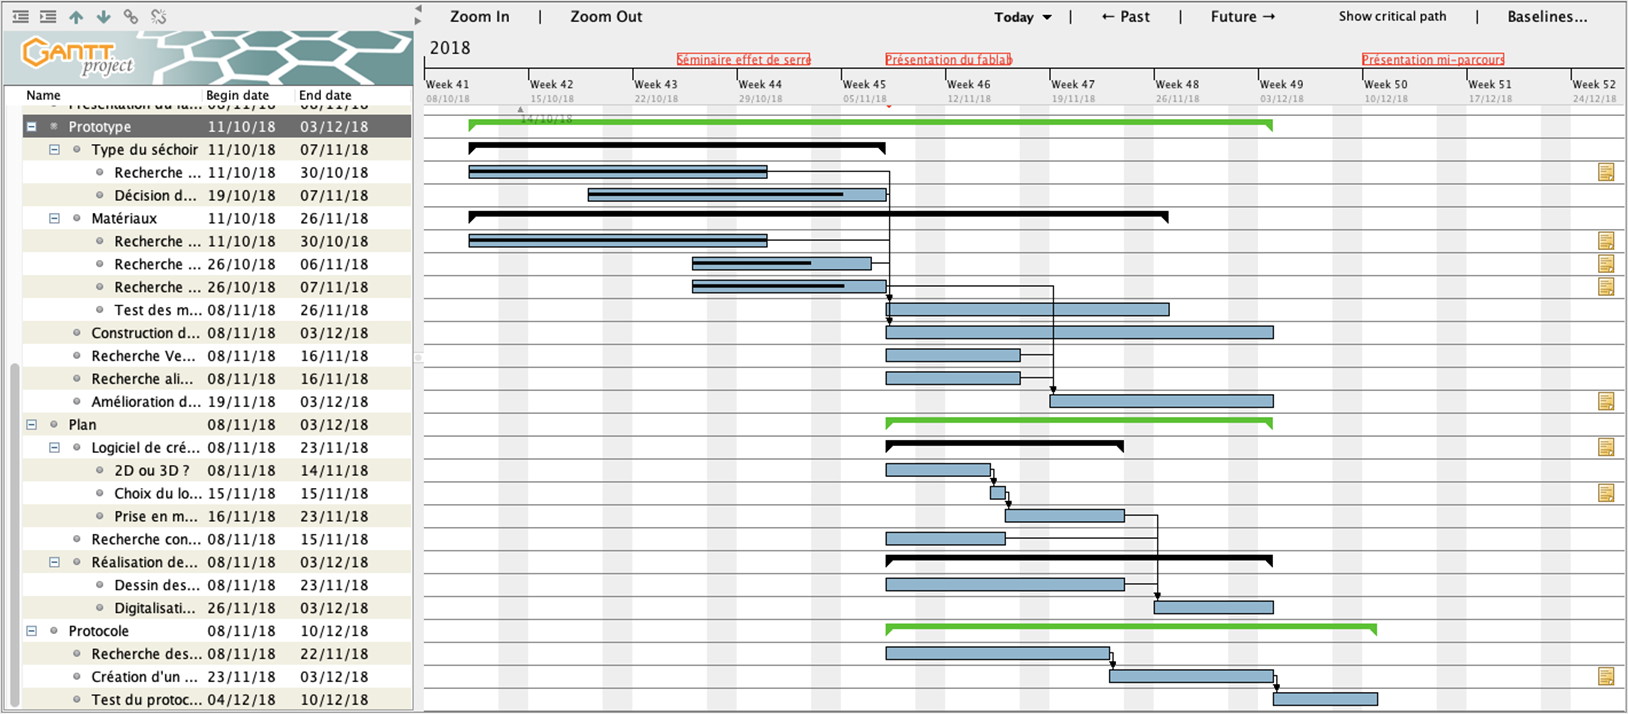 Zoom In | Zoom Out Today | ← Past | Future → Show critical path | Baselines...
GANTT project
2018
Séminaire effet de serre Présentation du fablab Présentation mi-parcours
Week 41 Week 42 Week 43 Week 44 Week 45 Week 46 Week 47 Week 48 Week 49 Week 50 Week 51 Week 52
Name Begin date End date
08/10/18 15/10/18 22/10/18 29/10/18 05/11/18 12/11/18 19/11/18 26/11/18 03/12/18 10/12/18 17/12/18 24/12/18
14/10/18
Prototype 11/10/18 03/12/18
Type du séchoir 11/10/18 07/11/18
Recherche ... 11/10/18 30/10/18
Décision d... 19/10/18 07/11/18
Matériaux 11/10/18 26/11/18
Recherche ... 11/10/18 30/10/18
Recherche ... 26/10/18 06/11/18
Recherche ... 26/10/18 07/11/18
Test des m... 08/11/18 26/11/18
Construction d... 08/11/18 03/12/18
Recherche Ve... 08/11/18 16/11/18
Recherche ali... 08/11/18 16/11/18
Amélioration d... 19/11/18 03/12/18
Plan 08/11/18 03/12/18
Logiciel de cré... 08/11/18 23/11/18
2D ou 3D ? 08/11/18 14/11/18
Choix du lo... 15/11/18 15/11/18
Prise en m... 16/11/18 23/11/18
Recherche con... 08/11/18 15/11/18
Réalisation de... 08/11/18 03/12/18
Dessin des... 08/11/18 23/11/18
Digitalisati... 26/11/18 03/12/18
Protocole 08/11/18 10/12/18
Recherche des... 08/11/18 22/11/18
Création d'un ... 23/11/18 03/12/18
Test du protoc... 04/12/18 10/12/18